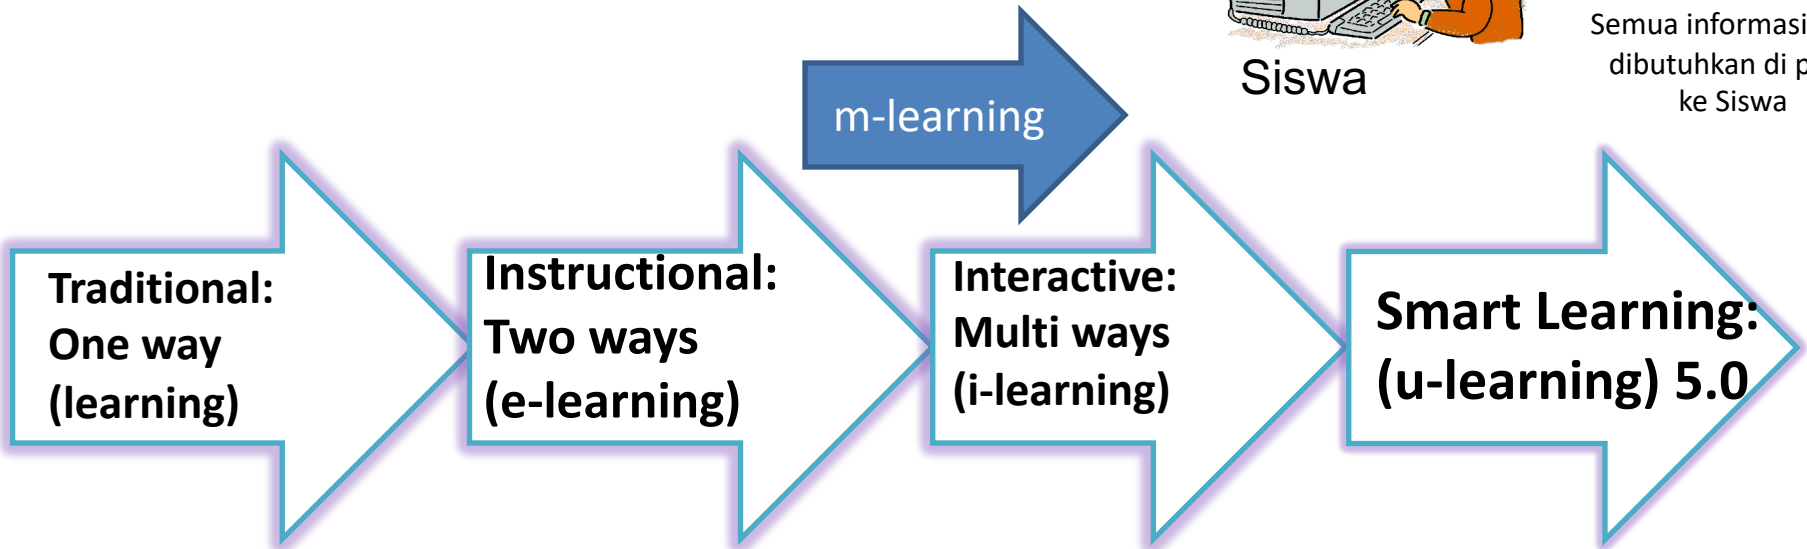 Siswa
Semua informasi
dibutuhkan di
ke Siswa
m-learning
Traditional:
One way
(learning)
Instructional:
Two ways
(e-learning)
Interactive:
Multi ways
(i-learning)
Smart Learning:
(u-learning) 5.0